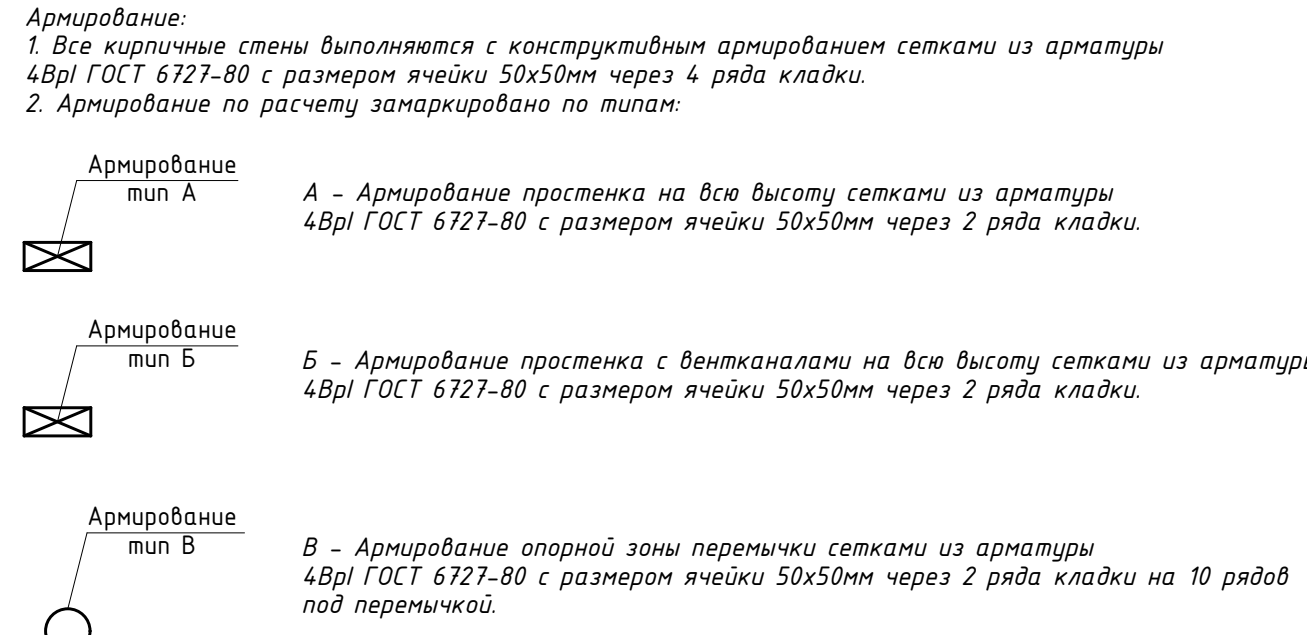 Армирование:
1. Все кирпичные стены выполняются с конструктивным армированием сетками из арматуры
4ВрI ГОСТ 6727-80 с размером ячейки 50х50мм через 4 ряда кладки.
2. Армирование по расчету замаркировано по типам:
Армирование
тип А
А - Армирование простенка на всю высоту сетками из арматуры
4ВрI ГОСТ 6727-80 с размером ячейки 50х50мм через 2 ряда кладки.
Армирование
тип Б
Б - Армирование простенка с вентканалами на всю высоту сетками из арматуры
4ВрI ГОСТ 6727-80 с размером ячейки 50х50мм через 2 ряда кладки.
Армирование
тип В
В - Армирование опорной зоны перемычки сетками из арматуры
4ВрI ГОСТ 6727-80 с размером ячейки 50х50мм через 2 ряда кладки на 10 рядов
под перемычкой.